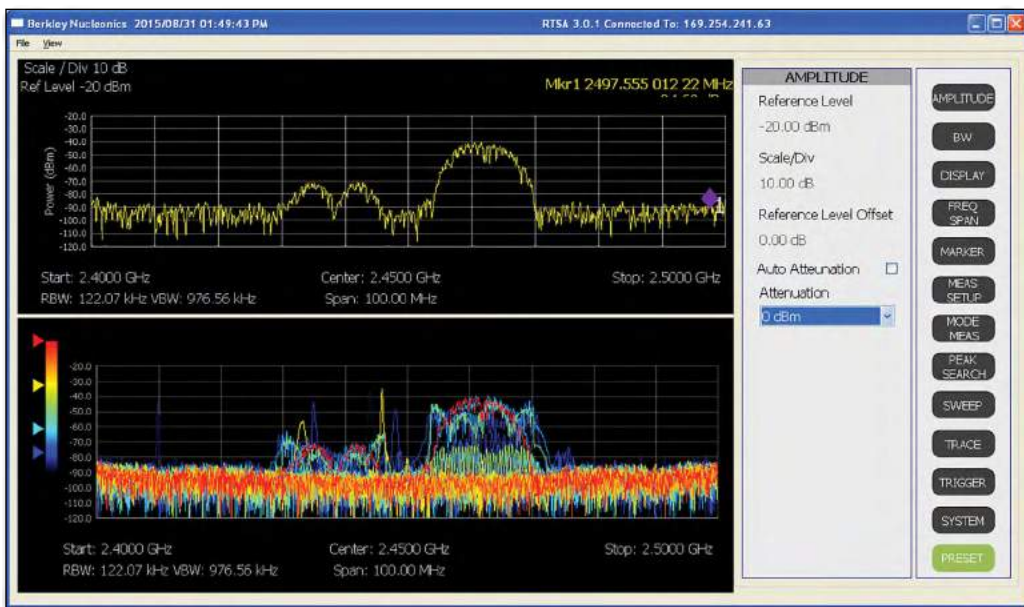 Berkley Nucleonics 2015/08/31 01:49:43 PM
RTSA 3.0.1 Connected To: 169.254.241.63
File View
Scale / Div 10 dB
Ref Level -20 dBm
Mkr1 2497.555 012 22 MHz
-20.0
-30.0
-40.0
-50.0
-60.0
-70.0
-80.0
-90.0
-100.0
-110.0
-120.0
Power (dBm)
1
Start: 2.4000 GHz
Center: 2.4500 GHz
Stop: 2.5000 GHz
RBW: 122.07 kHz VBW: 976.56 kHz
Span: 100.00 MHz
-20.0
-30.0
-40.0
-50.0
-60.0
-70.0
-80.0
-90.0
-100.0
-110.0
-120.0
Start: 2.4000 GHz
Center: 2.4500 GHz
Stop: 2.5000 GHz
RBW: 122.07 kHz VBW: 976.56 kHz
Span: 100.00 MHz
AMPLITUDE
Reference Level
-20.00 dBm
Scale/Div
10.00 dB
Reference Level Offset
0.00 dB
Auto Atteunation
Attenuation
0 dBm
AMPLITUDE
BW
DISPLAY
FREQ
SPAN
MARKER
MEAS
SETUP
MODE
MEAS
PEAK
SEARCH
SWEEP
TRACE
TRIGGER
SYSTEM
PRESET